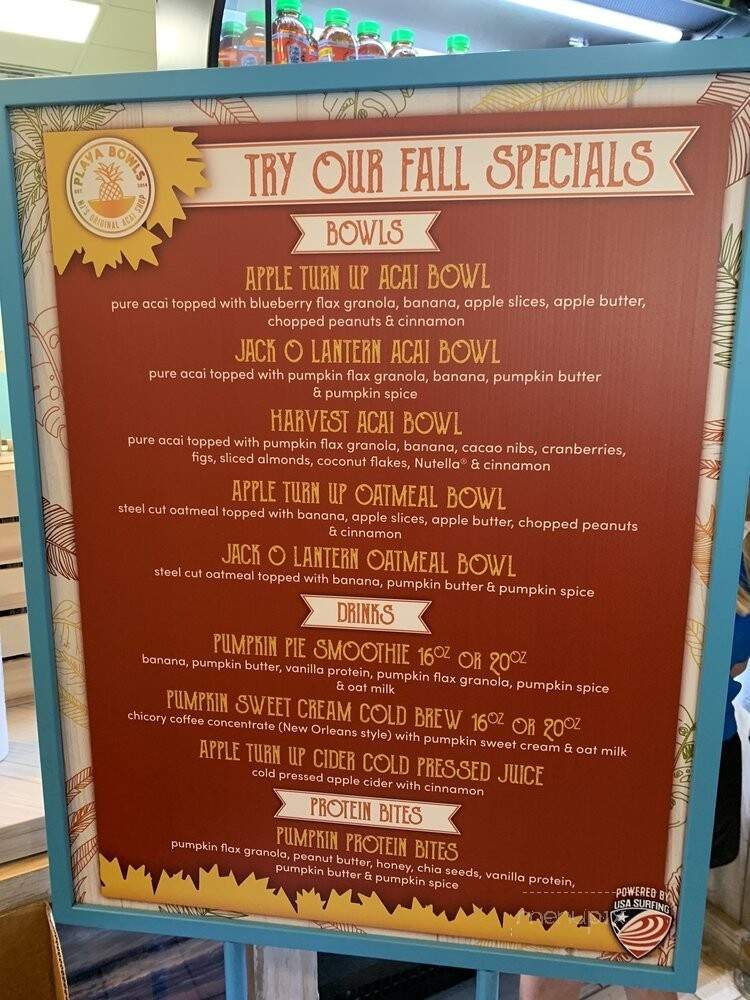 PLAYA BOWLS
EST. 2014
NJ'S ORIGINAL ACAI SHOP
TRY OUR FALL SPECIALS
BOWLS
APPLE TURN UP ACAI BOWL
pure acai topped with blueberry flax granola, banana, apple slices, apple butter,
chopped peanuts & cinnamon
JACK O LANTERN ACAI BOWL
pure acai topped with pumpkin flax granola, banana, pumpkin butter
& pumpkin spice
HARVEST ACAI BOWL
pure acai topped with pumpkin flax granola, banana, cacao nibs, cranberries,
figs, sliced almonds, coconut flakes, Nutella® & cinnamon
APPLE TURN UP OATMEAL BOWL
steel cut oatmeal topped with banana, apple slices, apple butter, chopped peanuts
& cinnamon
JACK O LANTERN OATMEAL BOWL
steel cut oatmeal topped with banana, pumpkin butter & pumpkin spice
DRINKS
PUMPKIN PIE SMOOTHIE 16OZ OR 20OZ
banana, pumpkin butter, vanilla protein, pumpkin flax granola, pumpkin spice
& oat milk
PUMPKIN SWEET CREAM COLD BREW 16OZ OR 20OZ
chicory coffee concentrate (New Orleans style) with pumpkin sweet cream & oat milk
APPLE TURN UP CIDER COLD PRESSED JUICE
cold pressed apple cider with cinnamon
PROTEIN BITES
PUMPKIN PROTEIN BITES
pumpkin flax granola, peanut butter, honey, chia seeds, vanilla protein,
pumpkin butter & pumpkin spice
POWERED BY
USA SURFING
menupix